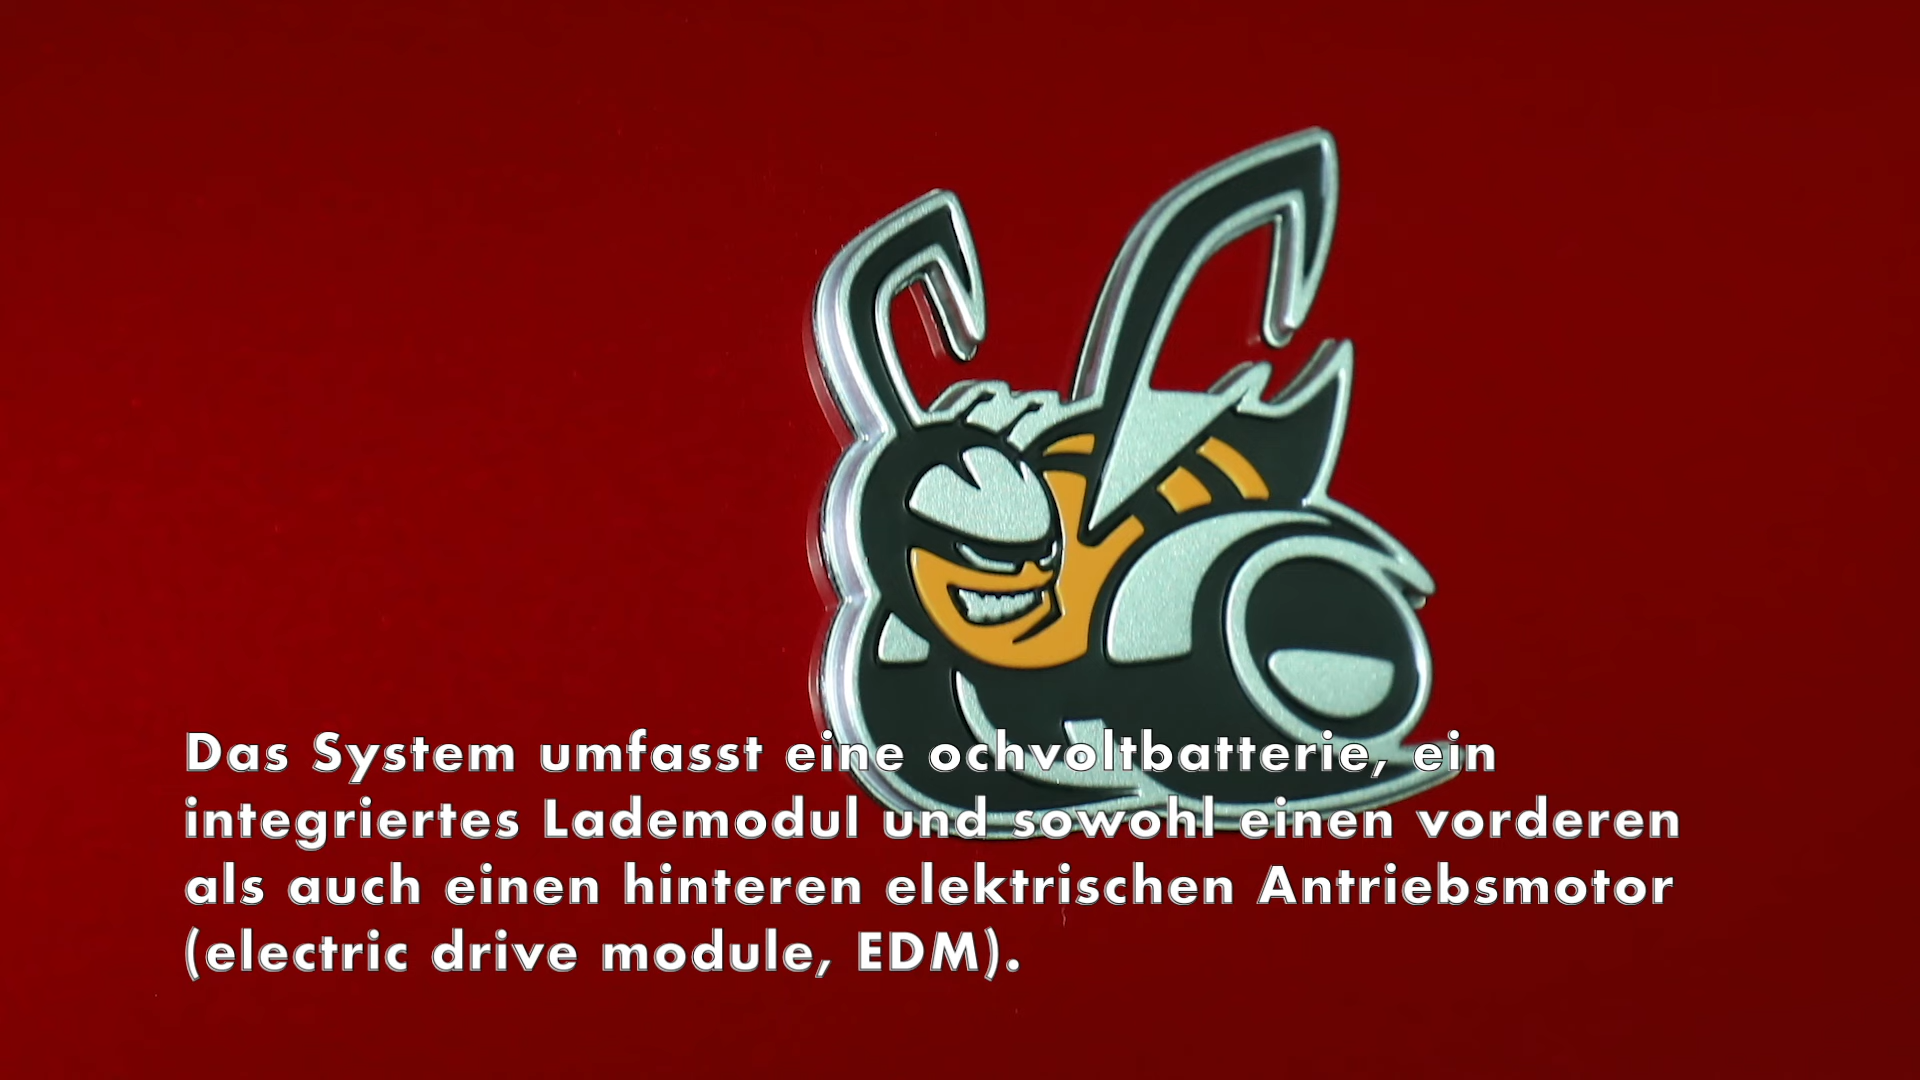 Das System umfasst eine ochvoltbatterie, ein
integriertes Lademodul und sowohl einen vorderen
als auch einen hinteren elektrischen Antriebsmotor
(electric drive module, EDM).